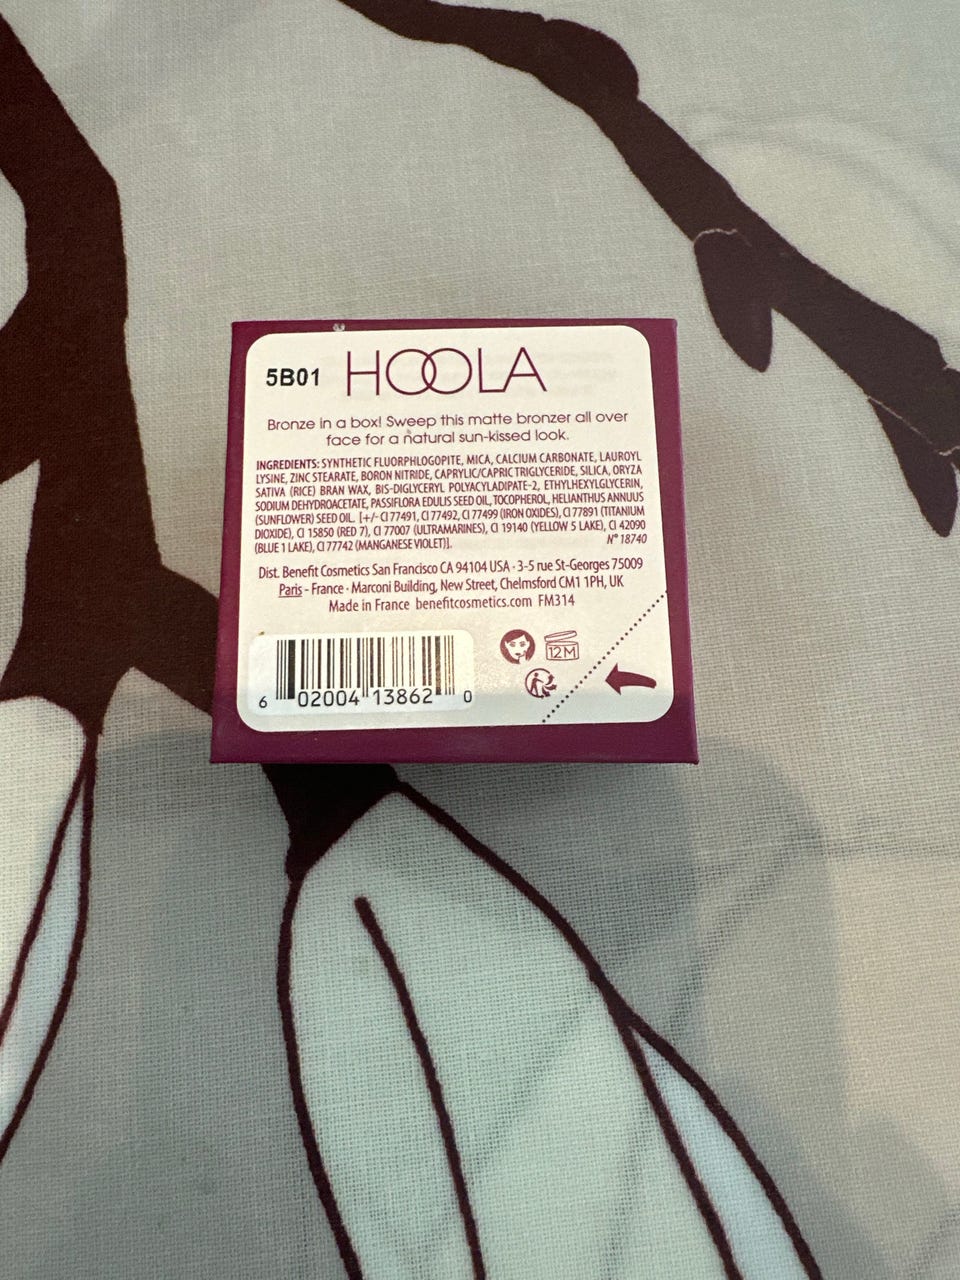 5B01 HOOLA
Bronze in a box! Sweep this matte bronzer all over
face for a natural sun-kissed look.
INGREDIENTS: SYNTHETIC FLUORPHLOGOPITE, MICA, CALCIUM CARBONATE, LAUROYL
LYSINE, ZINC STEARATE, BORON NITRIDE, CAPRYLIC/CAPRIC TRIGLYCERIDE, SILICA, ORYZA
SATIVA (RICE) BRAN WAX, BIS-DIGLYCERYL POLYACYLADIPATE-2, ETHYLHEXYLGLYCERIN,
SODIUM DEHYDROACETATE, PASSIFLORA EDULIS SEED OIL, TOCOPHEROL, HELIANTHUS ANNUUS
(SUNFLOWER) SEED OIL. [+/- CI 77491, CI 77492, CI 77499 (IRON OXIDES), CI 77891 (TITANIUM
DIOXIDE), CI 15850 (RED 7), CI 77007 (ULTRAMARINES), CI 19140 (YELLOW 5 LAKE), CI 42090
(BLUE 1 LAKE), CI 77742 (MANGANESE VIOLET)]. N° 18740
Dist. Benefit Cosmetics San Francisco CA 94104 USA · 3-5 rue St-Georges 75009
Paris - France · Marconi Building, New Street, Chelmsford CM1 1PH, UK
Made in France benefitcosmetics.com FM314
12M
6 02004 13862 0